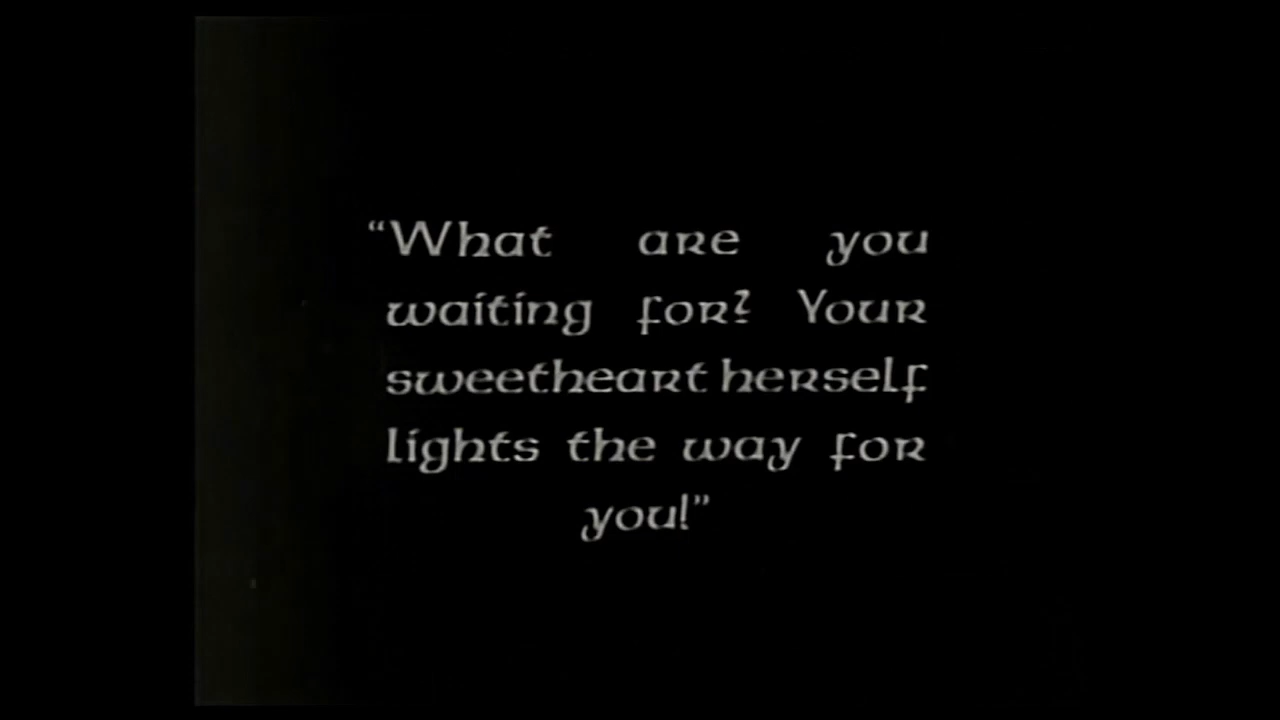 “What are you
waiting for? Your
sweetheart herself
lights the way for
you!”